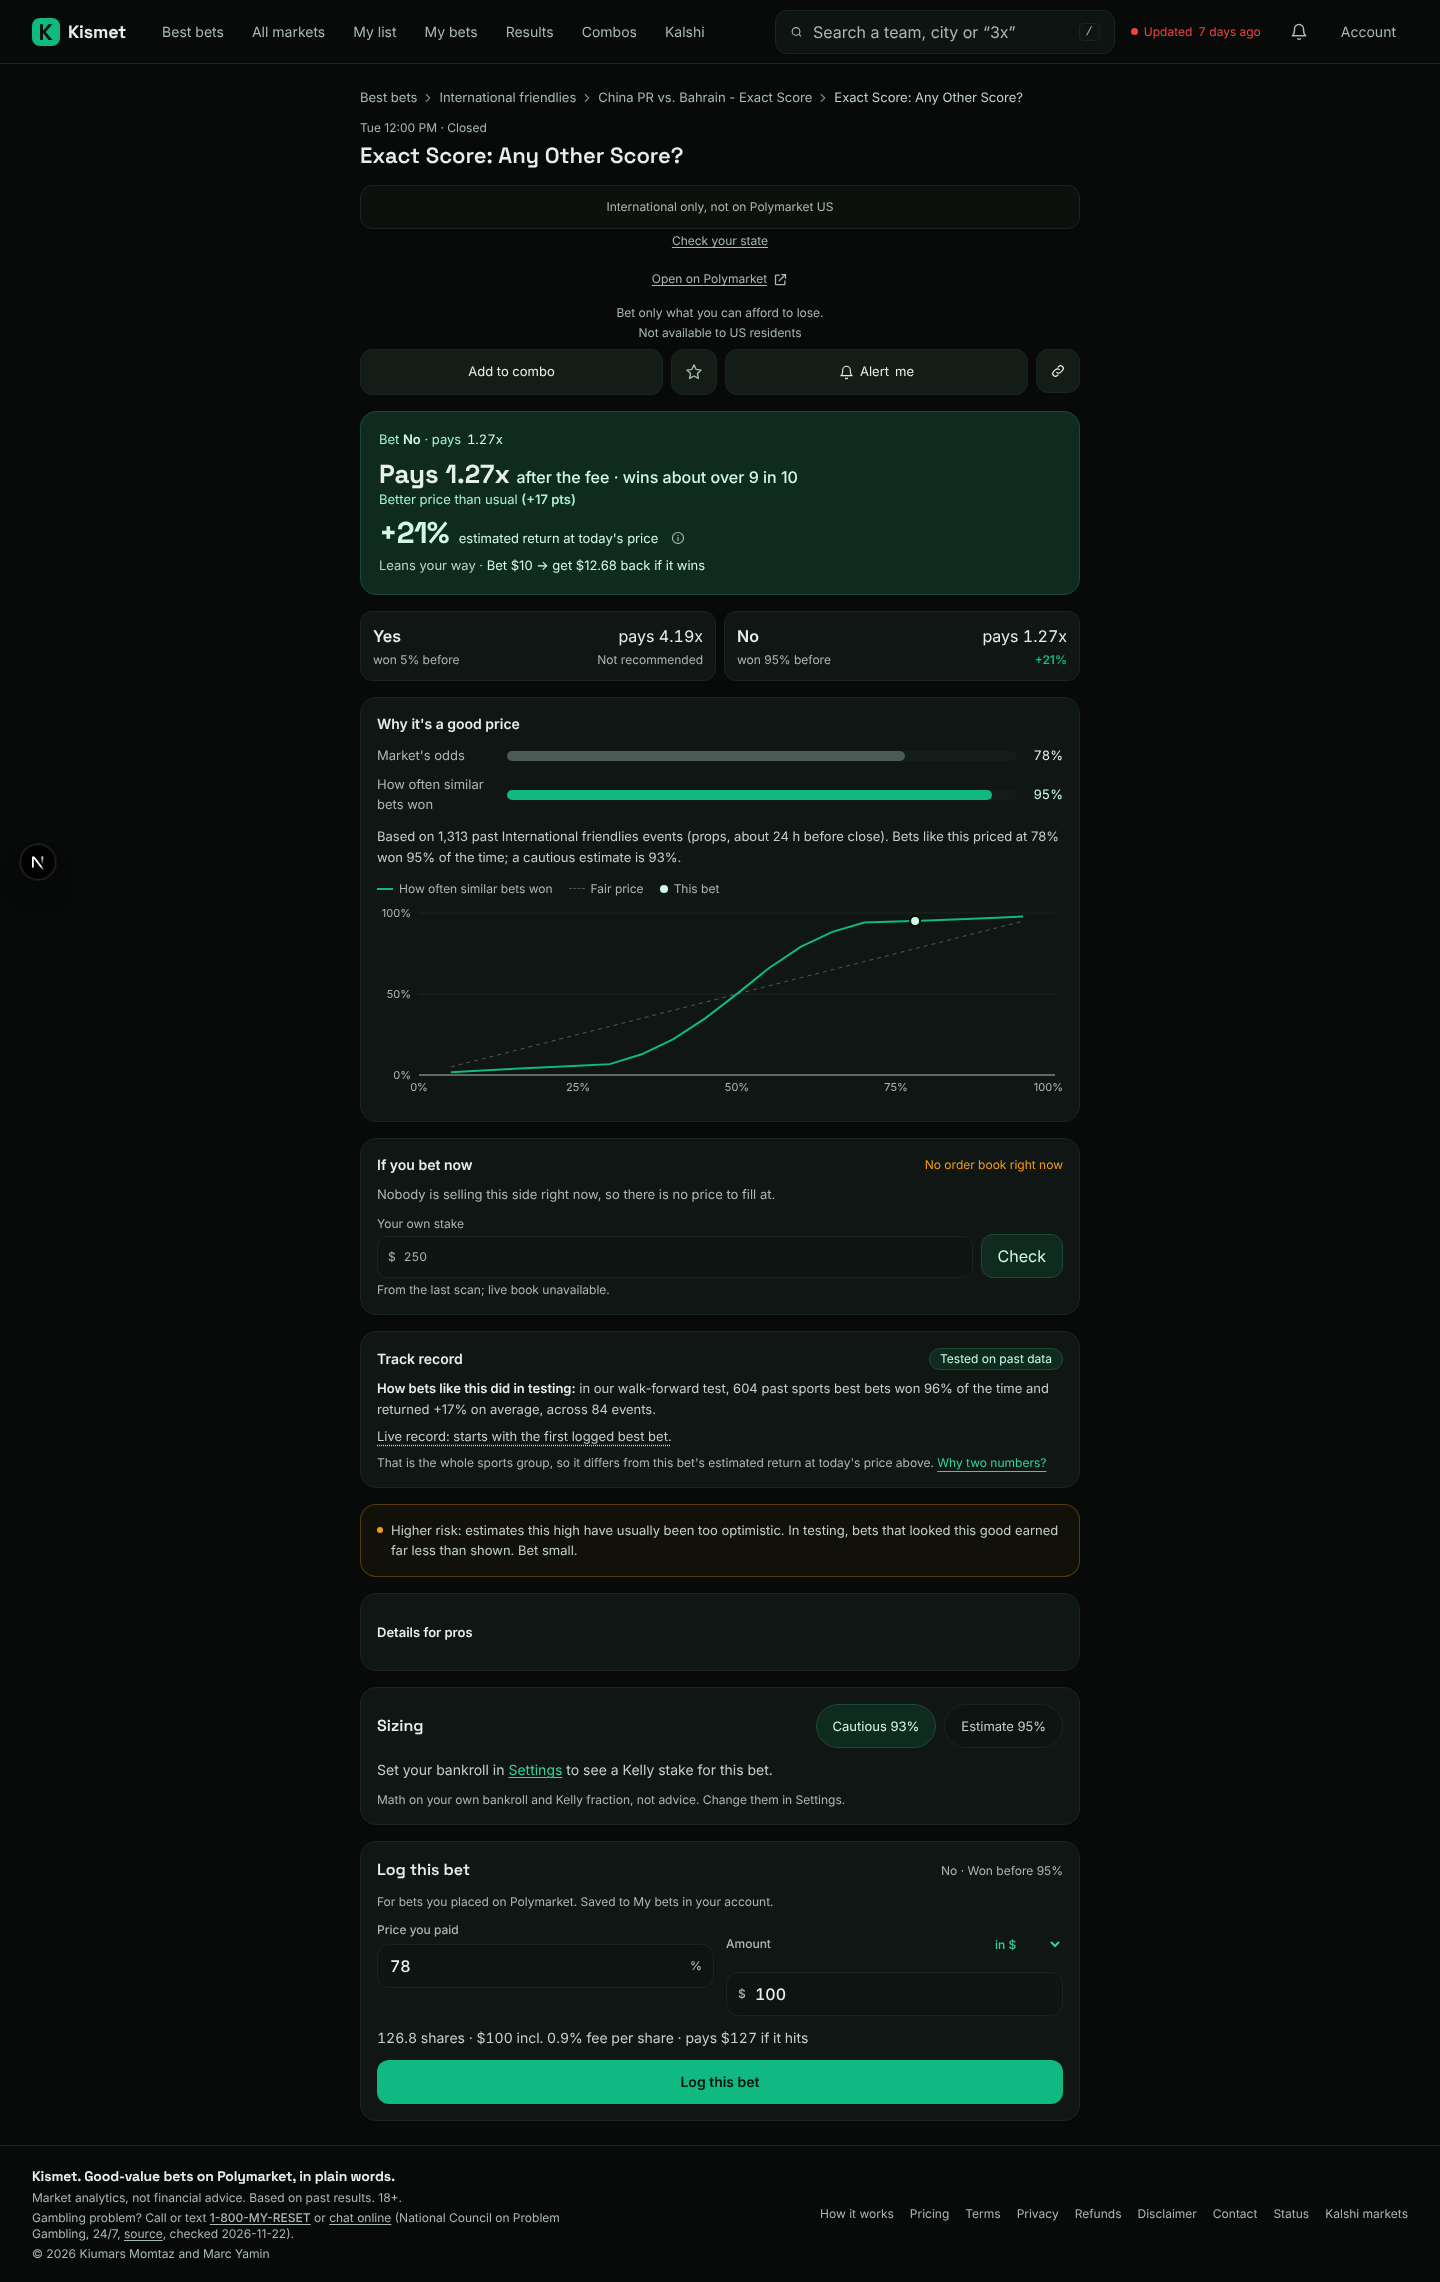 K Kismet
Best bets All markets My list My bets Results Combos Kalshi
Search a team, city or “3x” /
Updated 7 days ago
Account
Best bets > International friendlies > China PR vs. Bahrain - Exact Score > Exact Score: Any Other Score?
Tue 12:00 PM · Closed
Exact Score: Any Other Score?
International only, not on Polymarket US
Check your state
Open on Polymarket
Bet only what you can afford to lose.
Not available to US residents
Add to combo
Alert me
Bet No · pays 1.27x
Pays 1.27x after the fee · wins about over 9 in 10
Better price than usual (+17 pts)
+21% estimated return at today's price
Leans your way · Bet $10 → get $12.68 back if it wins
Yes pays 4.19x
won 5% before Not recommended
No pays 1.27x
won 95% before +21%
Why it's a good price
Market's odds 78%
How often similar
bets won 95%
Based on 1,313 past International friendlies events (props, about 24 h before close). Bets like this priced at 78%
won 95% of the time; a cautious estimate is 93%.
How often similar bets won Fair price This bet
100%
50%
0%
0% 25% 50% 75% 100%
If you bet now No order book right now
Nobody is selling this side right now, so there is no price to fill at.
Your own stake
$ 250
Check
From the last scan; live book unavailable.
Track record Tested on past data
How bets like this did in testing: in our walk-forward test, 604 past sports best bets won 96% of the time and
returned +17% on average, across 84 events.
Live record: starts with the first logged best bet.
That is the whole sports group, so it differs from this bet's estimated return at today's price above. Why two numbers?
Higher risk: estimates this high have usually been too optimistic. In testing, bets that looked this good earned
far less than shown. Bet small.
Details for pros
Sizing Cautious 93% Estimate 95%
Set your bankroll in Settings to see a Kelly stake for this bet.
Math on your own bankroll and Kelly fraction, not advice. Change them in Settings.
Log this bet No · Won before 95%
For bets you placed on Polymarket. Saved to My bets in your account.
Price you paid
78 %
Amount in $
$ 100
126.8 shares · $100 incl. 0.9% fee per share · pays $127 if it hits
Log this bet
Kismet. Good-value bets on Polymarket, in plain words.
Market analytics, not financial advice. Based on past results. 18+.
Gambling problem? Call or text 1-800-MY-RESET or chat online (National Council on Problem
Gambling, 24/7, source, checked 2026-11-22).
© 2026 Kiumars Momtaz and Marc Yamin
How it works Pricing Terms Privacy Refunds Disclaimer Contact Status Kalshi markets
N